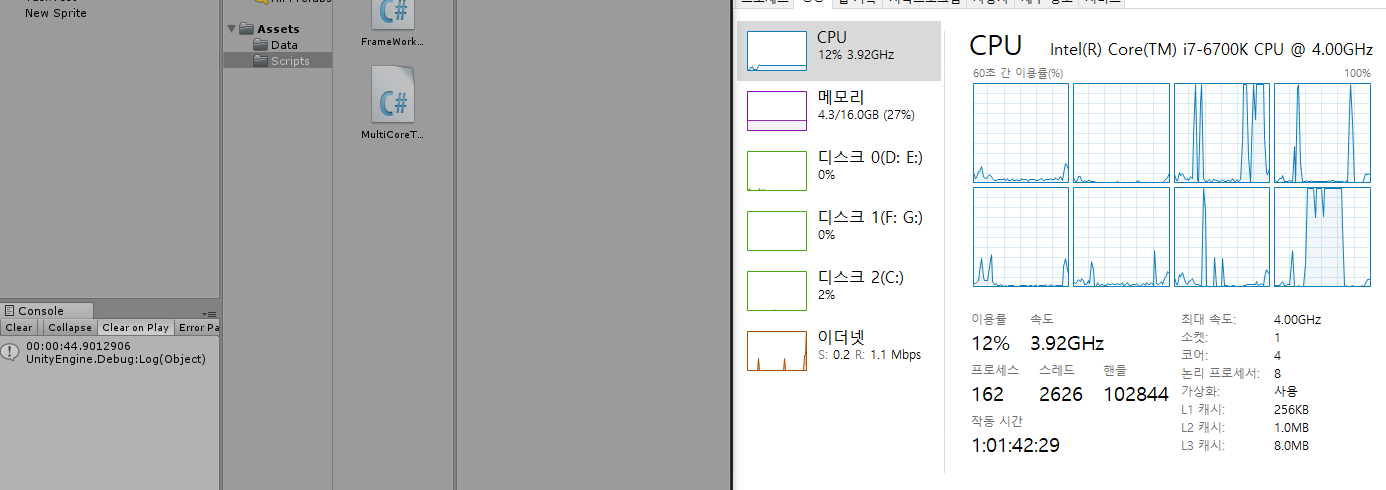 New Sprite
Assets
Data
Scripts
FrameWork...
C#
MultiCoreT...
Console
Clear
Collapse
Clear on Play
Error Pa
00:00:44.9012906
UnityEngine.Debug:Log(Object)
CPU
12% 3.92GHz
메모리
4.3/16.0GB (27%)
디스크 0(D: E:)
0%
디스크 1(F: G:)
0%
디스크 2(C:)
2%
이더넷
S: 0.2 R: 1.1 Mbps
CPU
Intel(R) Core(TM) i7-6700K CPU @ 4.00GHz
60초 간 이용률(%)
100%
이용률
속도
12%
3.92GHz
프로세스
스레드
핸들
162
2626
102844
작동 시간
1:01:42:29
최대 속도:
4.00GHz
소켓:
1
코어:
4
논리 프로세서:
8
가상화:
사용
L1 캐시:
256KB
L2 캐시:
1.0MB
L3 캐시:
8.0MB